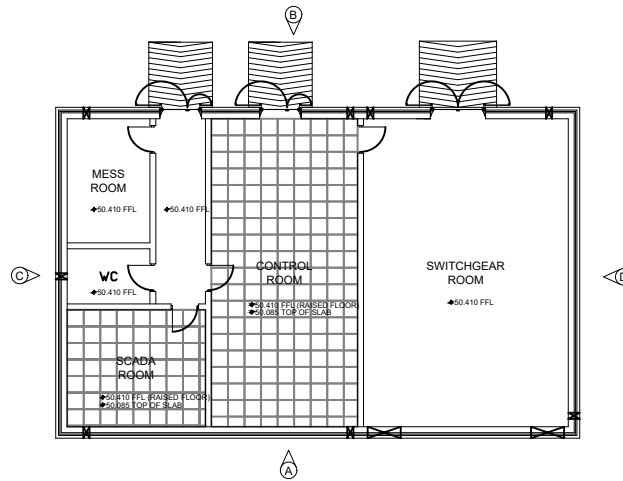 B
MESS
ROOM
50.410 FFL
50.410 FFL
C
WC
50.410 FFL
CONTROL
ROOM
50.410 FFL (RAISED FLOOR)
50.085 TOP OF SLAB
SWITCHGEAR
ROOM
50.410 FFL
D
SCADA
ROOM
50.410 FFL (RAISED FLOOR)
50.085 TOP OF SLAB
A